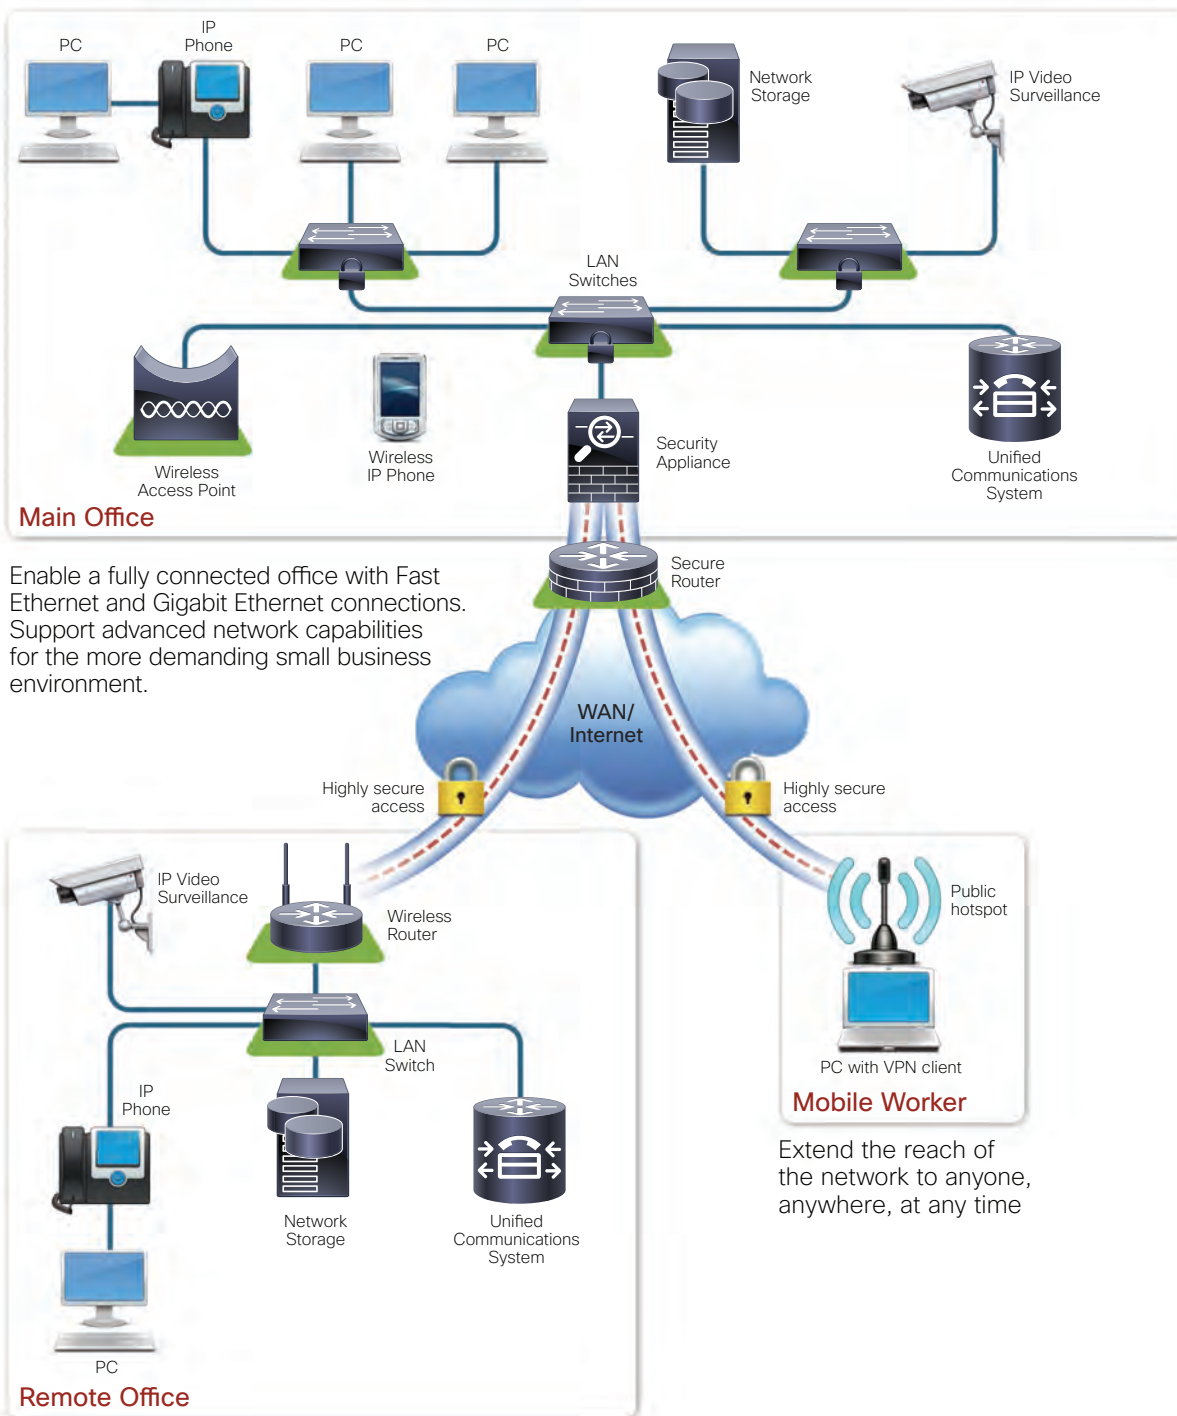 PC
IP
Phone
PC
PC
Network
Storage
IP Video
Surveillance
LAN
Switches
Wireless
Access Point
Wireless
IP Phone
Security
Appliance
Unified
Communications
System
Main Office
Secure
Router
Enable a fully connected office with Fast
Ethernet and Gigabit Ethernet connections.
Support advanced network capabilities
for the more demanding small business
environment.
WAN/
Internet
Highly secure
access
Highly secure
access
IP Video
Surveillance
Wireless
Router
Public
hotspot
LAN
Switch
PC with VPN client
Mobile Worker
IP
Phone
Extend the reach of
the network to anyone,
anywhere, at any time
Network
Storage
Unified
Communications
System
PC
Remote Office